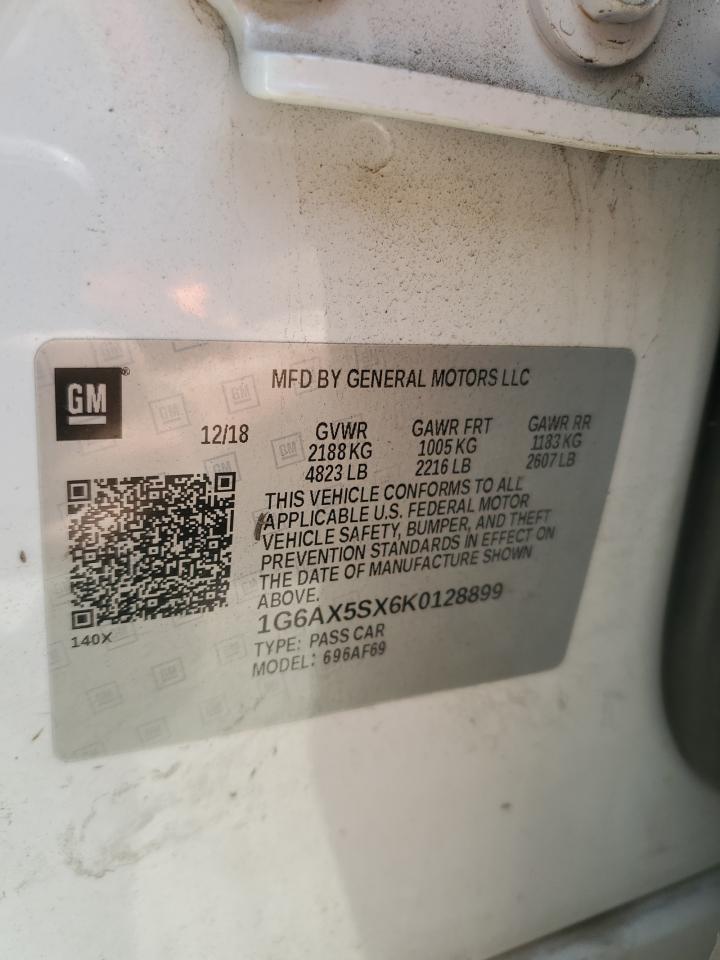 GM®
MFD BY GENERAL MOTORS LLC
12/18
GVWR
2188 KG
4823 LB
GAWR FRT
1005 KG
2216 LB
GAWR RR
1183 KG
2607 LB
THIS VEHICLE CONFORMS TO ALL
APPLICABLE U.S. FEDERAL MOTOR
VEHICLE SAFETY, BUMPER, AND THEFT
PREVENTION STANDARDS IN EFFECT ON
THE DATE OF MANUFACTURE SHOWN
ABOVE.
1G6AX5SX6K0128899
TYPE: PASS CAR
MODEL: 696AF69
140X